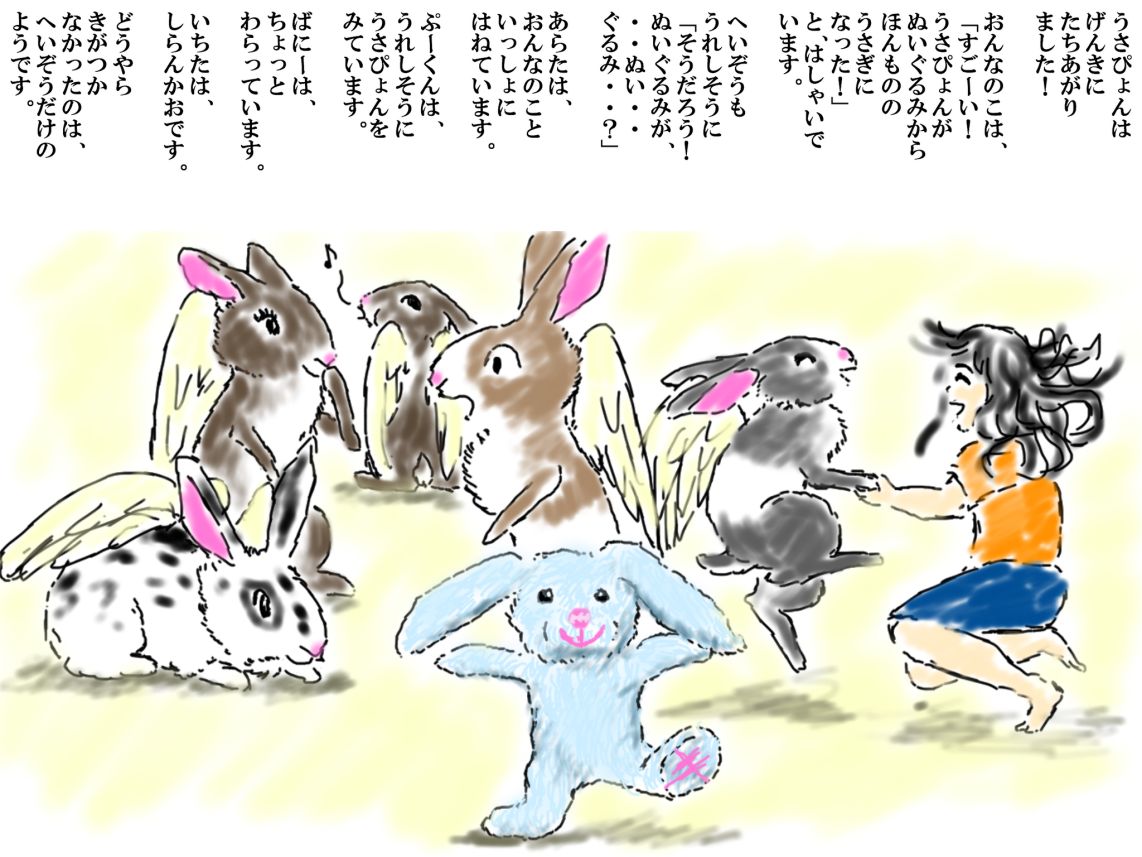 うさぴょんは
げんきに
たちあがり
ました！
おんなのこは、
「すご～い！
うさぴょんが
ぬいぐるみから
ほんものの
うさぎに
なった！」
と、はしゃいで
います。
へいぞうも
うれしそうに
「そうだろう！
ぬいぐるみが、
・・ぬい・・
ぐるみ・・？」
あらたは、
おんなのこと
いっしょに
はねています。
ぷーくんは、
うれしそうに
うさぴょんを
みています。
ばにーは、
ちょっと
わらっています。
いちたは、
しらんかおです。
どうやら
きがつか
なかったのは、
へいぞうだけの
ようです。